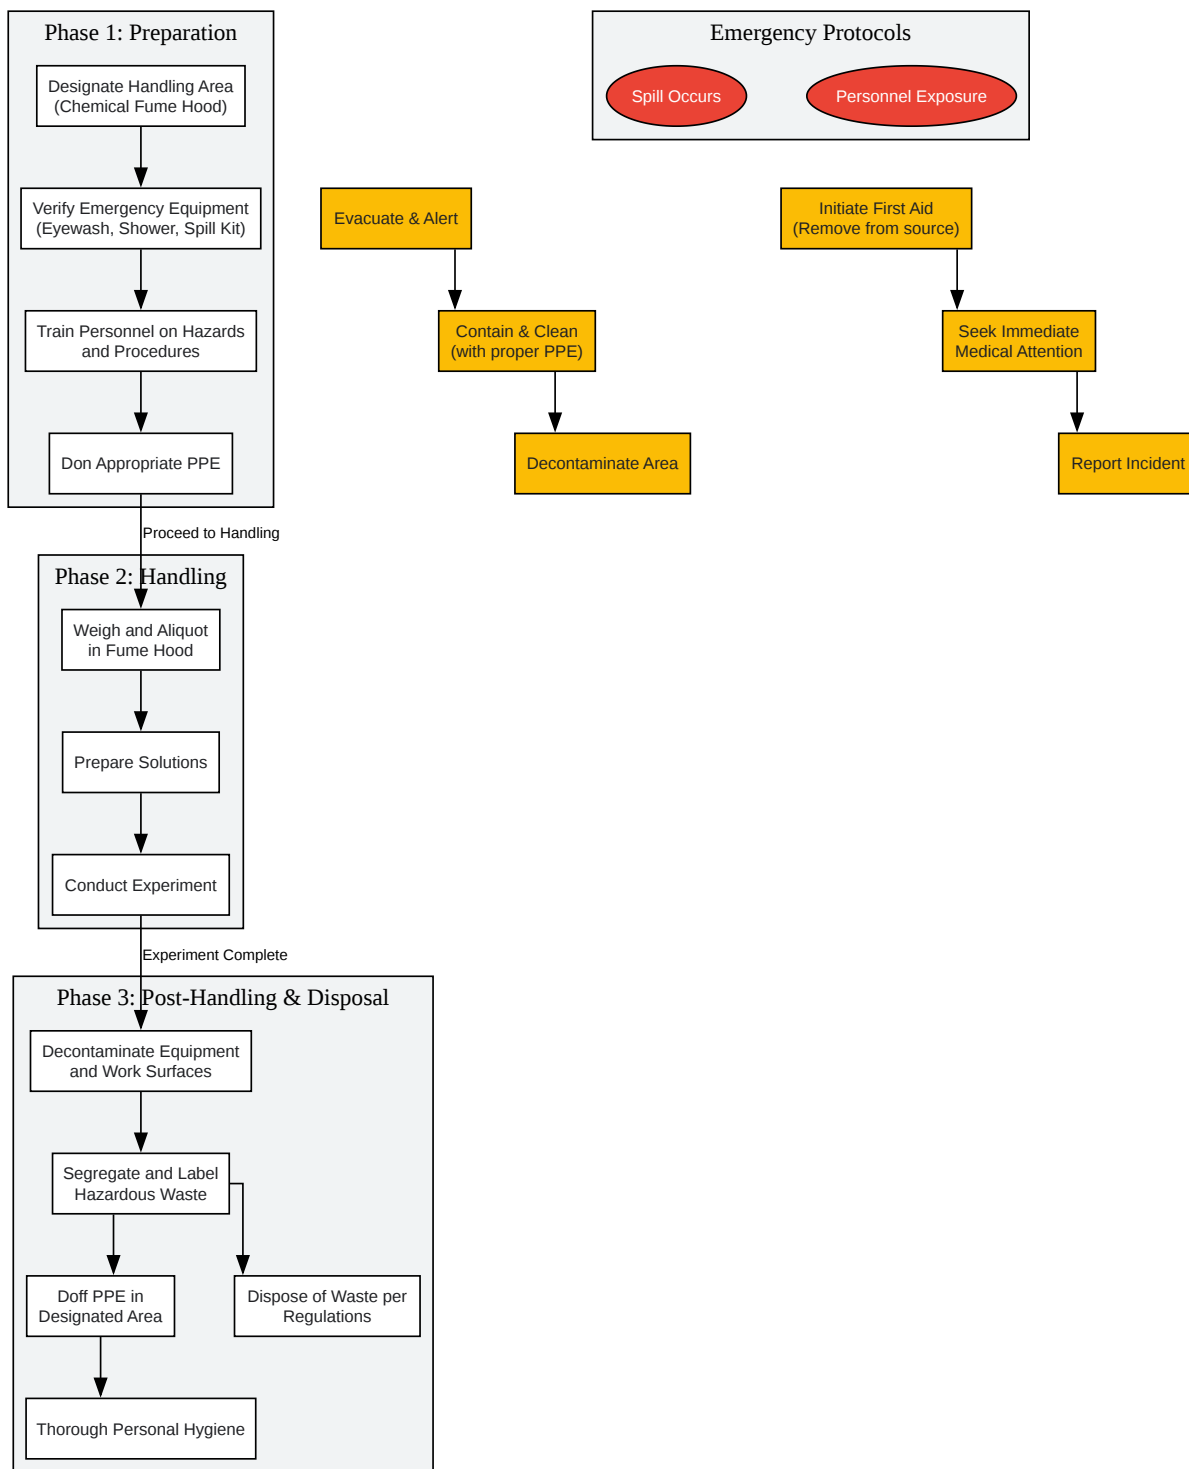 Phase 1: Preparation
Designate Handling Area
(Chemical Fume Hood)
Verify Emergency Equipment
(Eyewash, Shower, Spill Kit)
Train Personnel on Hazards
and Procedures
Don Appropriate PPE
Proceed to Handling
Phase 2: Handling
Weigh and Aliquot
in Fume Hood
Prepare Solutions
Conduct Experiment
Experiment Complete
Phase 3: Post-Handling & Disposal
Decontaminate Equipment
and Work Surfaces
Segregate and Label
Hazardous Waste
Doff PPE in
Designated Area
Dispose of Waste per
Regulations
Thorough Personal Hygiene
Emergency Protocols
Spill Occurs
Personnel Exposure
Evacuate & Alert
Contain & Clean
(with proper PPE)
Decontaminate Area
Initiate First Aid
(Remove from source)
Seek Immediate
Medical Attention
Report Incident